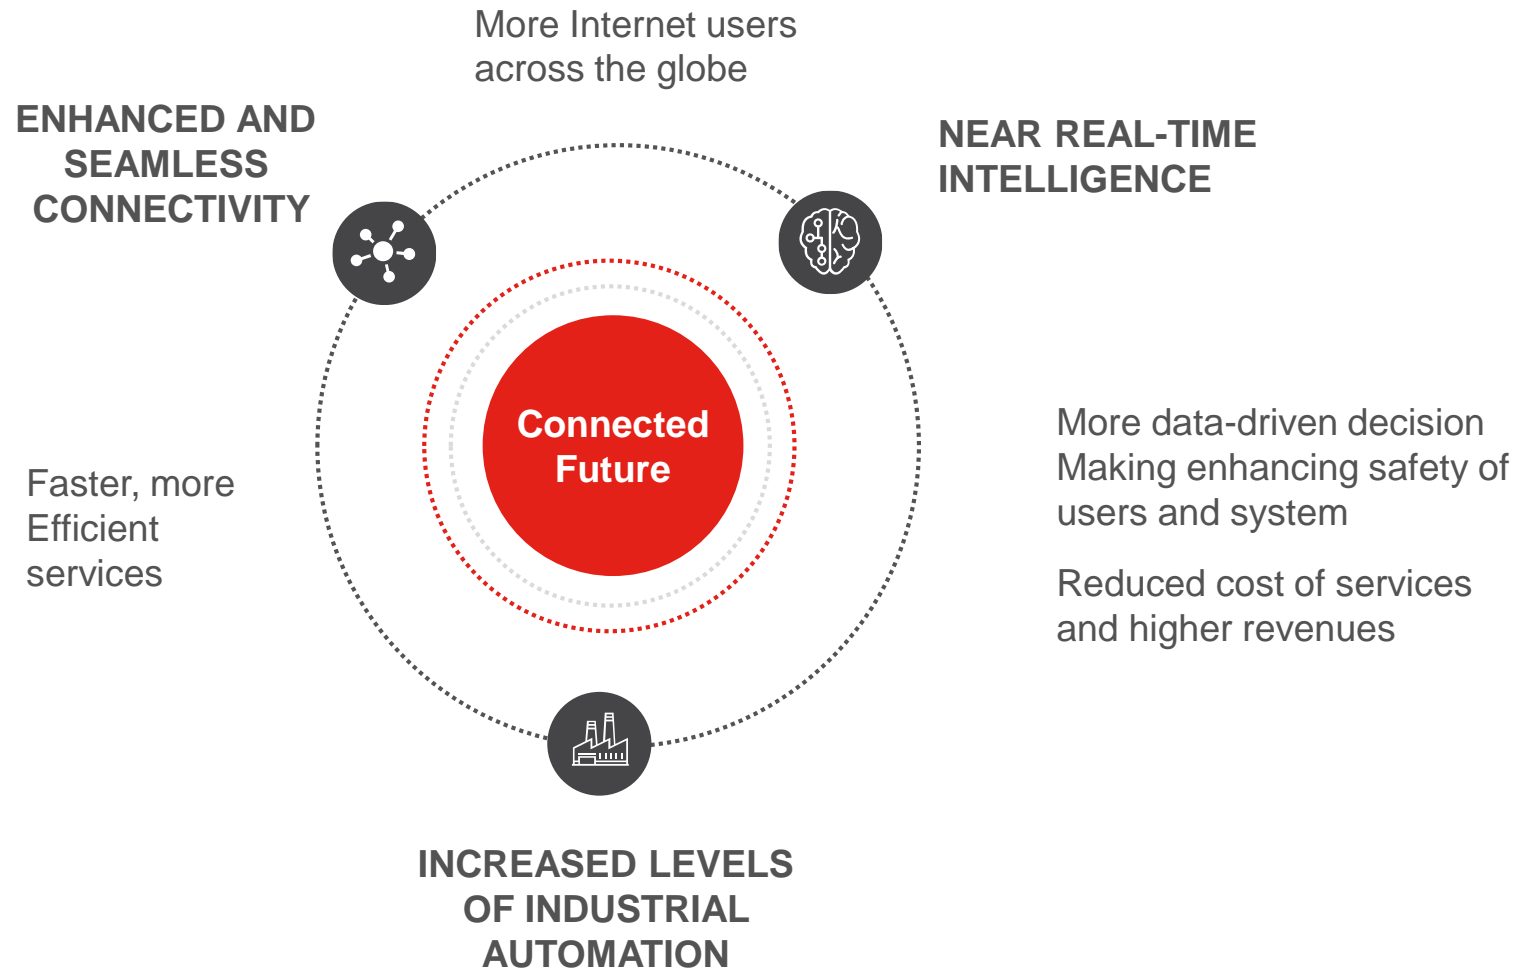 More Internet users
across the globe
ENHANCED AND
SEAMLESS
CONNECTIVITY
NEAR REAL-TIME
INTELLIGENCE
Connected
Future
Faster, more
Efficient
services
More data-driven decision
Making enhancing safety of
users and system
Reduced cost of services
and higher revenues
INCREASED LEVELS
OF INDUSTRIAL
AUTOMATION